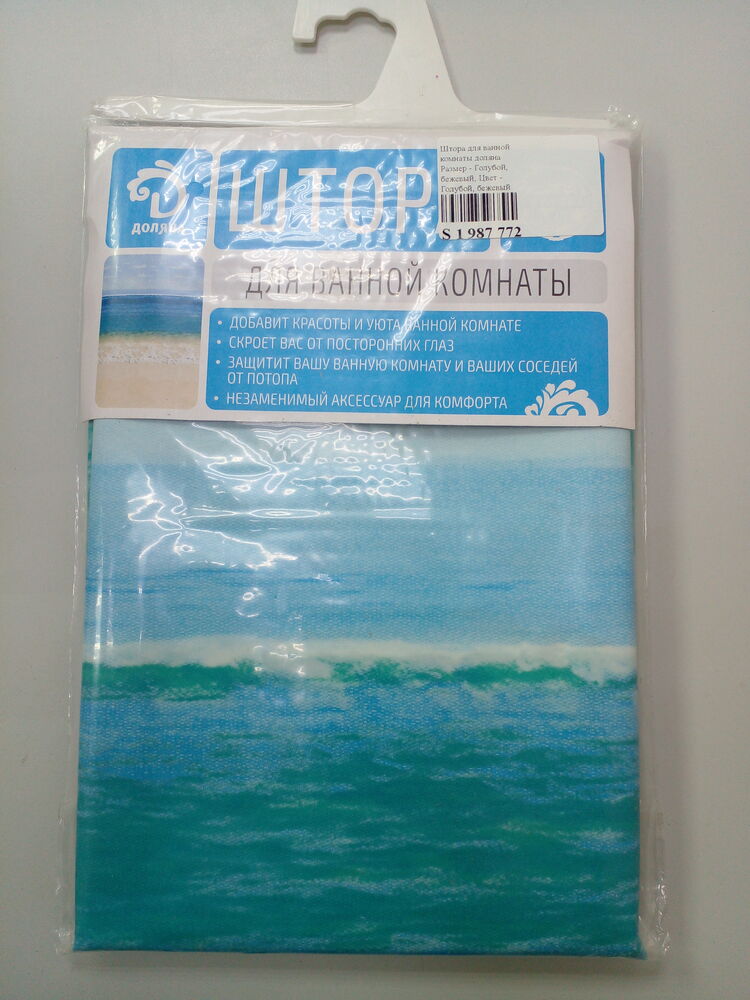 Штора для ванной
комнаты доляна
Размер - Голубой,
бежевый, Цвет -
Голубой, бежевый
S 1 987 772
ШТОР
ДЛЯ ВАННОЙ КОМНАТЫ
• ДОБАВИТ КРАСОТЫ И УЮТА ВАННОЙ КОМНАТЕ
• СКРОЕТ ВАС ОТ ПОСТОРОННИХ ГЛАЗ
• ЗАЩИТИТ ВАШУ ВАННУЮ КОМНАТУ И ВАШИХ СОСЕДЕЙ
ОТ ПОТОПА
• НЕЗАМЕНИМЫЙ АКСЕССУАР ДЛЯ КОМФОРТА